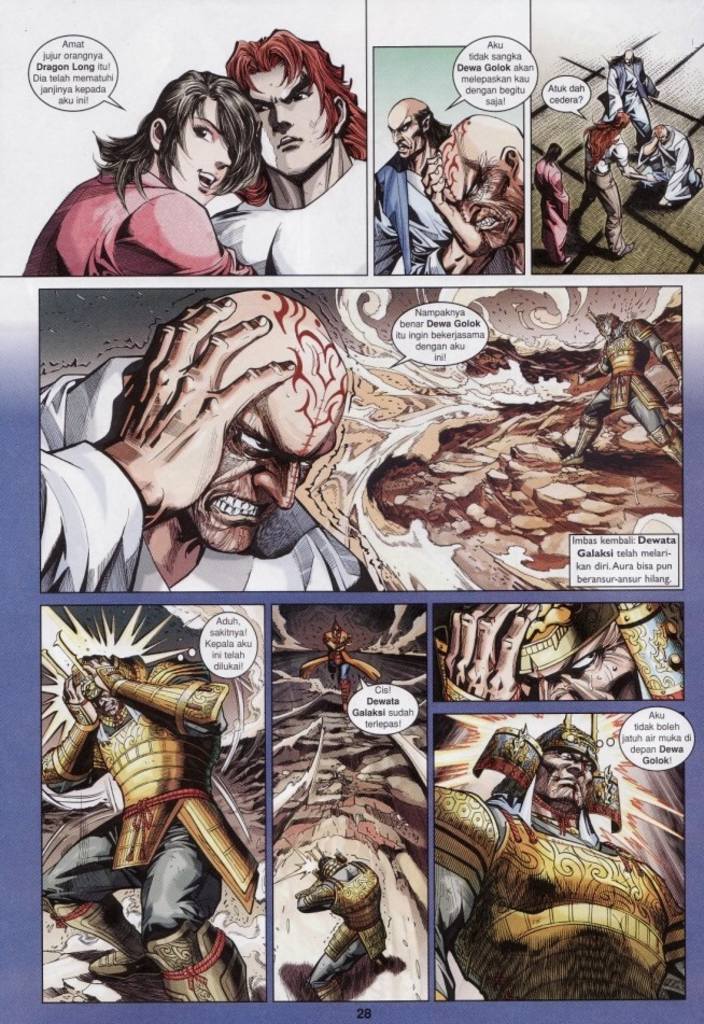 Amat
jujur orangnya
Dragon Long itu!
Dia telah mematuhi
janjinya kepada
aku ini!
Aku
tidak sangka
Dewa Golok akan
melepaskan kau
dengan begitu
saja!
Atuk dah
cedera?
Nampaknya
benar Dewa Golok
itu ingin bekerjasama
dengan aku
ini!
Imbas kembali: Dewata
Galaksi telah melari-
kan diri. Aura bisa pun
beransur-ansur hilang.
Aduh,
sakitnya!
Kepala aku
ini telah
dilukai!
Cis!
Dewata
Galaksi sudah
terlepas!
Aku
tidak boleh
jatuh air muka di
depan Dewa
Golok!
28